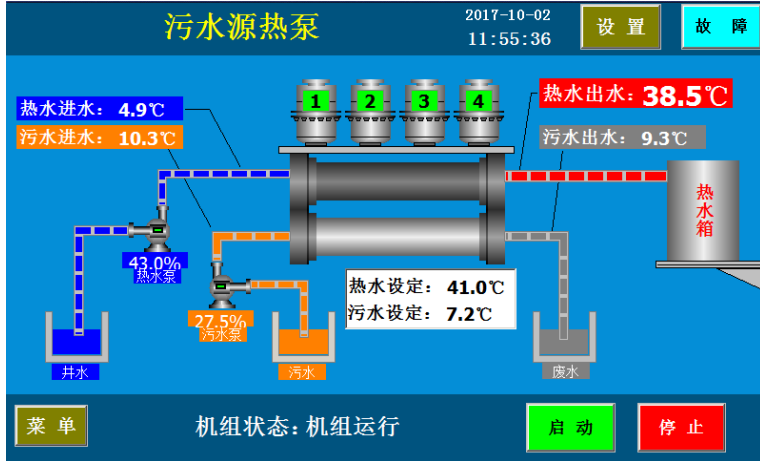 污水源热泵
2017-10-02
11:55:36
设 置
故 障
热水进水: 4.9℃
污水进水: 10.3℃
1 2 3 4
热水出水: 38.5℃
污水出水: 9.3℃
热水箱
43.0%
热水泵
27.5%
污水泵
热水设定: 41.0℃
污水设定: 7.2℃
井水
污水
废水
菜 单
机组状态: 机组运行
启 动
停 止